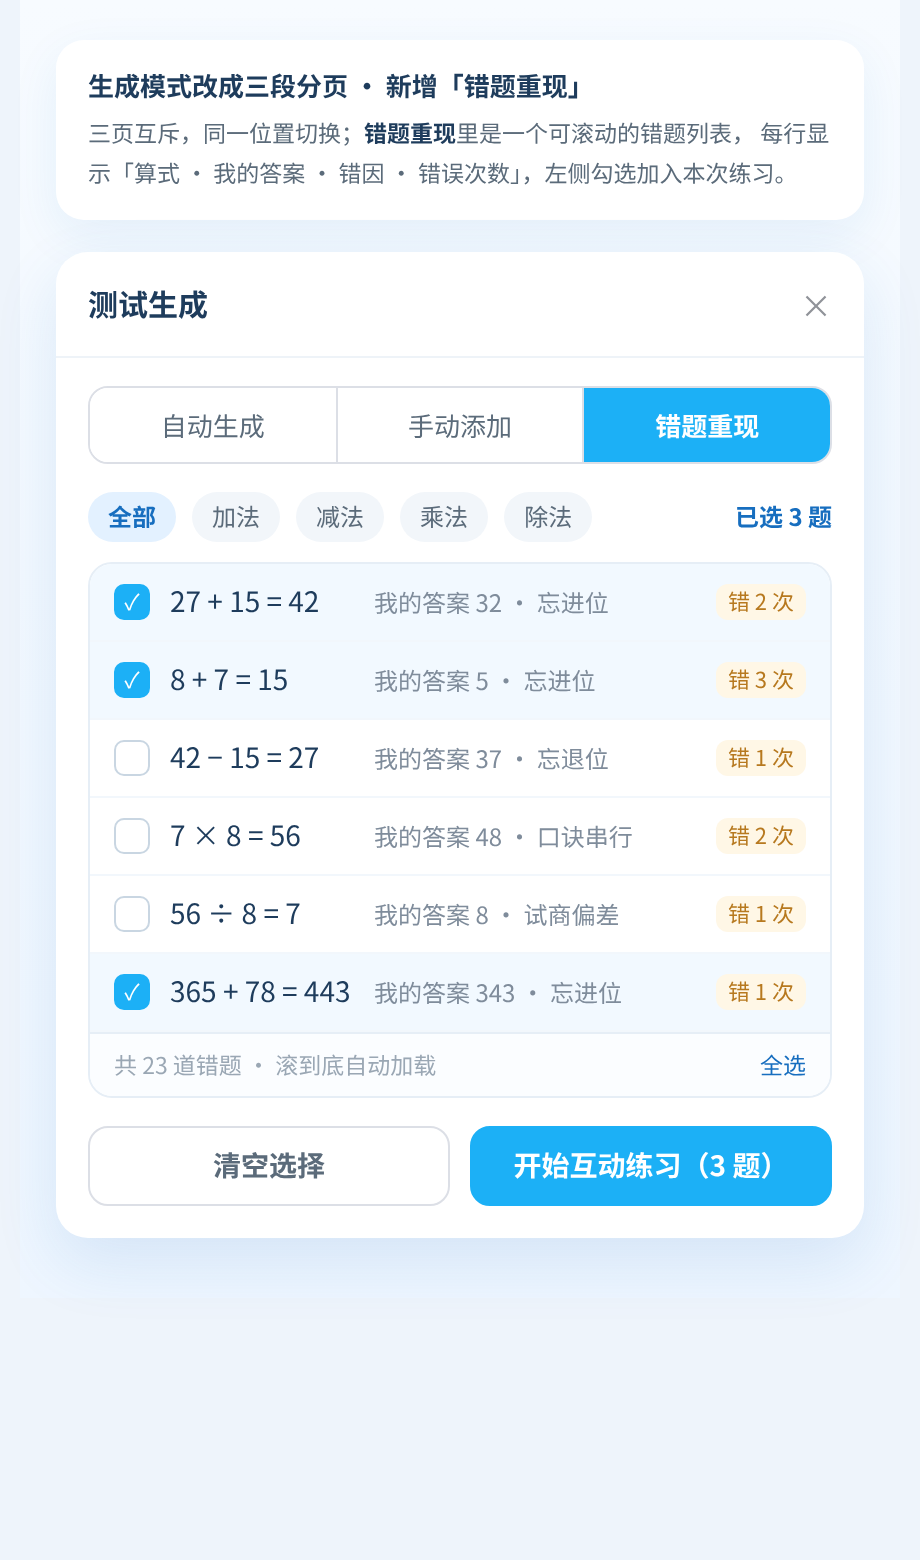 生成模式改成三段分页 · 新增「错题重现」
三页互斥，同一位置切换；错题重现里是一个可滚动的错题列表， 每行显
示「算式 · 我的答案 · 错因 · 错误次数」，左侧勾选加入本次练习。
测试生成 ×
自动生成 手动添加 错题重现
全部 加法 减法 乘法 除法 已选 3 题
✓ 27 + 15 = 42 我的答案 32 · 忘进位 错 2 次
✓ 8 + 7 = 15 我的答案 5 · 忘进位 错 3 次
42 − 15 = 27 我的答案 37 · 忘退位 错 1 次
7 × 8 = 56 我的答案 48 · 口诀串行 错 2 次
56 ÷ 8 = 7 我的答案 8 · 试商偏差 错 1 次
✓ 365 + 78 = 443 我的答案 343 · 忘进位 错 1 次
共 23 道错题 · 滚到底自动加载 全选
清空选择 开始互动练习（3 题）